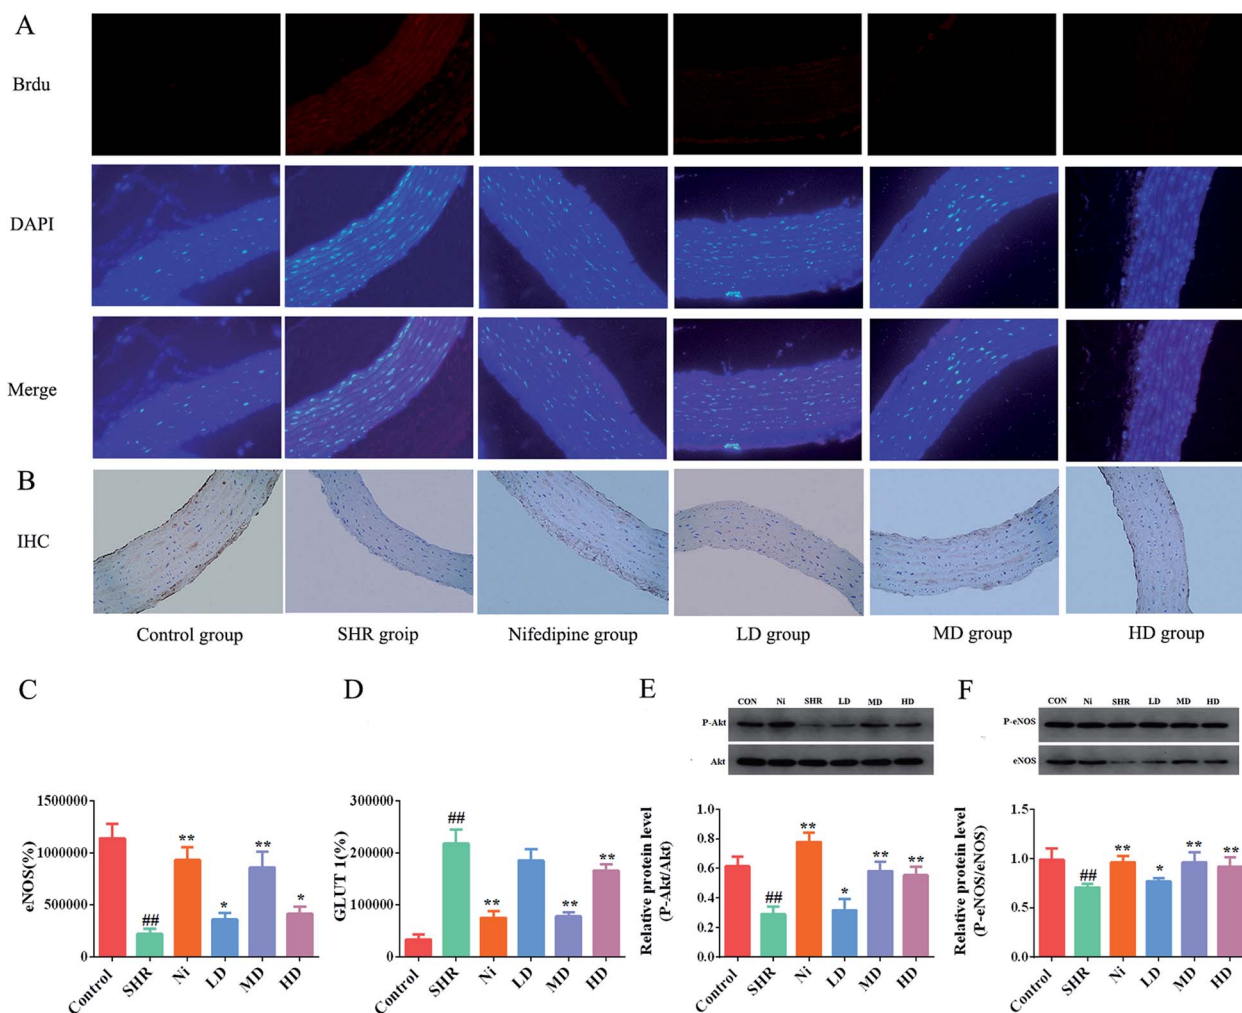 A
Brdu
DAPI
Merge
B
IHC
Control group SHR groip Nifedipine group LD group MD group HD group
C
1500000
1000000
500000
0
eNOS(%)
##
**
*
**
*
Control SHR Ni LD MD HD
D
300000
200000
100000
0
GLUT 1(%)
##
**
**
**
Control SHR Ni LD MD HD
E
CON Ni SHR LD MD HD
P-Akt
Akt
0.0
0.2
0.4
0.6
0.8
1.0
Relative protein level
(P-Akt/Akt)
##
**
*
**
**
Control SHR Ni LD MD HD
F
CON Ni SHR LD MD HD
P-eNOS
eNOS
0.0
0.5
1.0
1.5
Relative protein level
(P-eNOS/eNOS)
##
**
*
**
**
Control SHR Ni LD MD HD